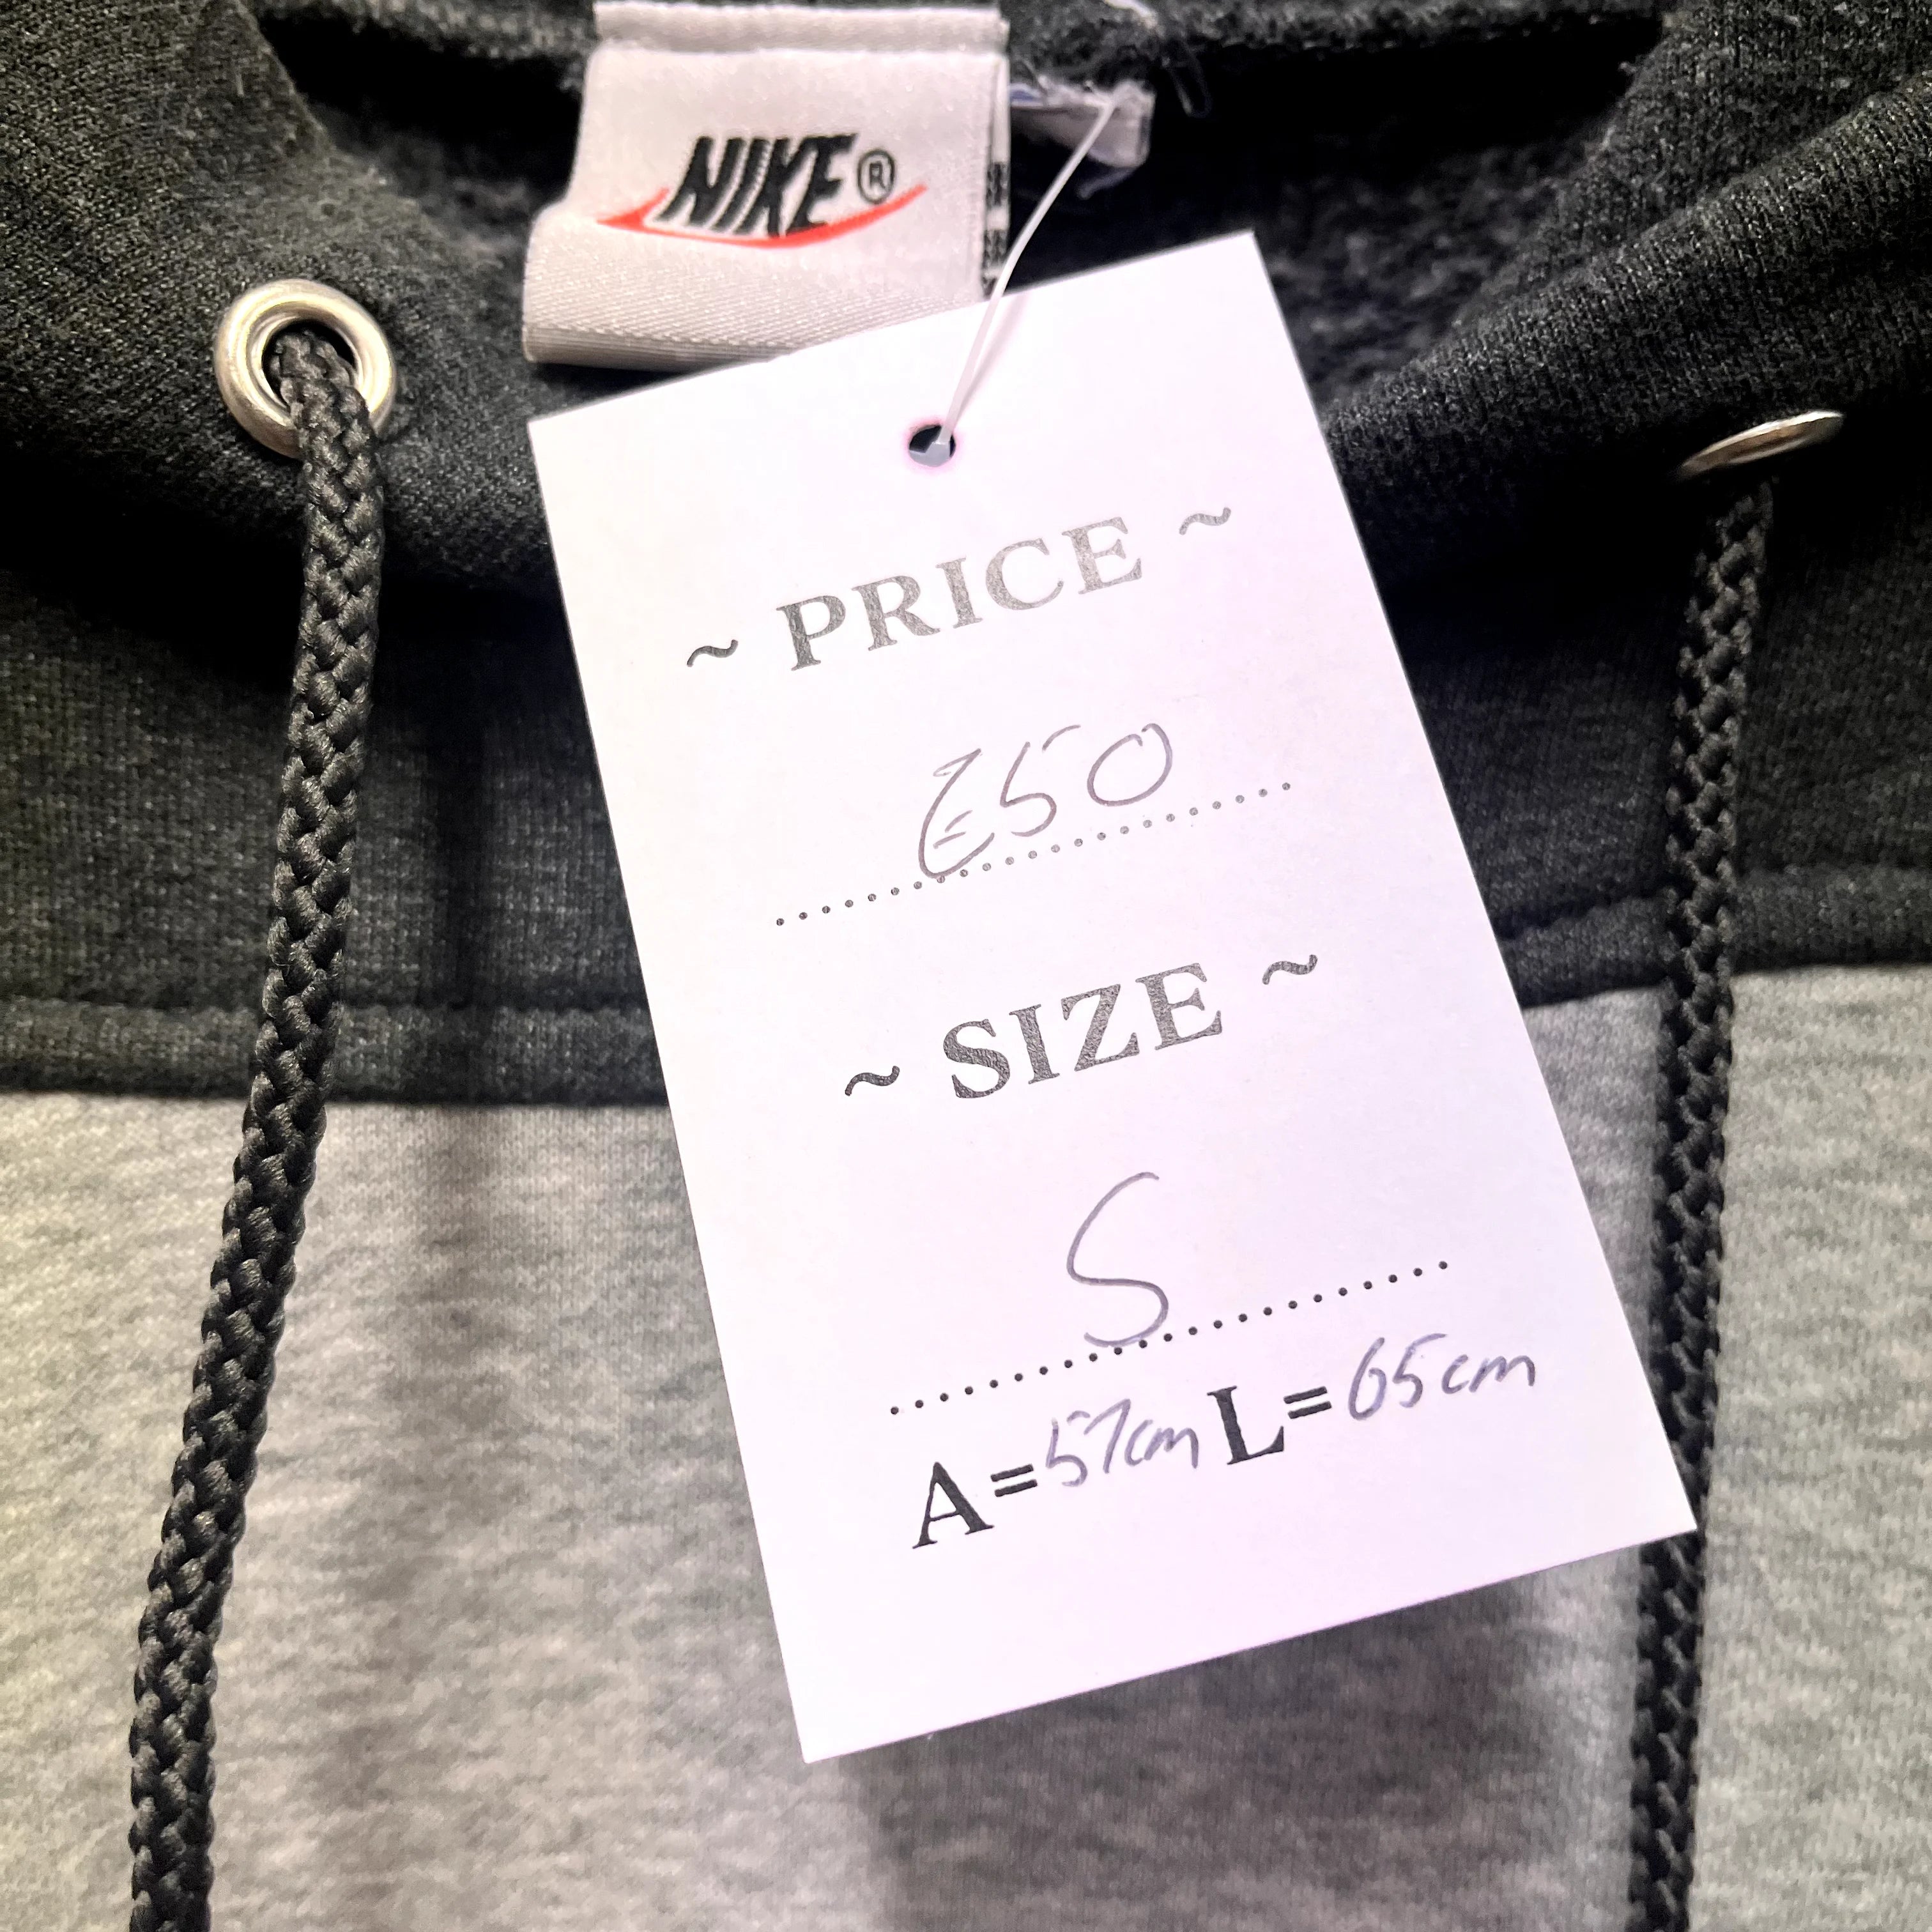 NIKE®
~ PRICE ~
£50
~ SIZE ~
S
A=57cm L=65cm